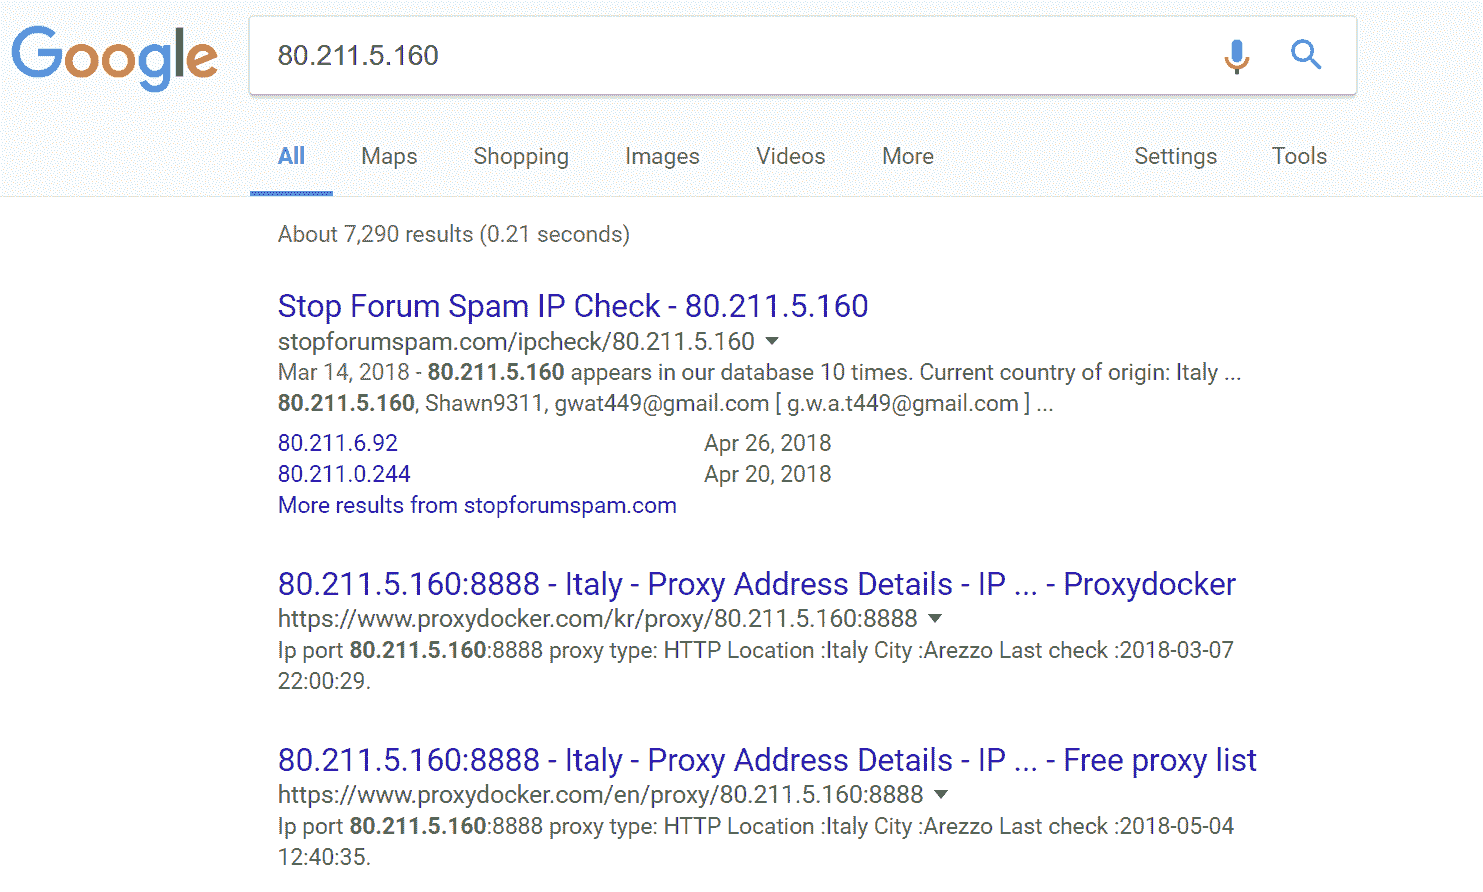 Google
80.211.5.160
All Maps Shopping Images Videos More Settings Tools
About 7,290 results (0.21 seconds)
Stop Forum Spam IP Check - 80.211.5.160
stopforumspam.com/ipcheck/80.211.5.160
Mar 14, 2018 - 80.211.5.160 appears in our database 10 times. Current country of origin: Italy ...
80.211.5.160, Shawn9311, gwat449@gmail.com [ g.w.a.t449@gmail.com ] ...
80.211.6.92 Apr 26, 2018
80.211.0.244 Apr 20, 2018
More results from stopforumspam.com
80.211.5.160:8888 - Italy - Proxy Address Details - IP ... - Proxydocker
https://www.proxydocker.com/kr/proxy/80.211.5.160:8888
Ip port 80.211.5.160:8888 proxy type: HTTP Location :Italy City :Arezzo Last check :2018-03-07
22:00:29.
80.211.5.160:8888 - Italy - Proxy Address Details - IP ... - Free proxy list
https://www.proxydocker.com/en/proxy/80.211.5.160:8888
Ip port 80.211.5.160:8888 proxy type: HTTP Location :Italy City :Arezzo Last check :2018-05-04
12:40:35.